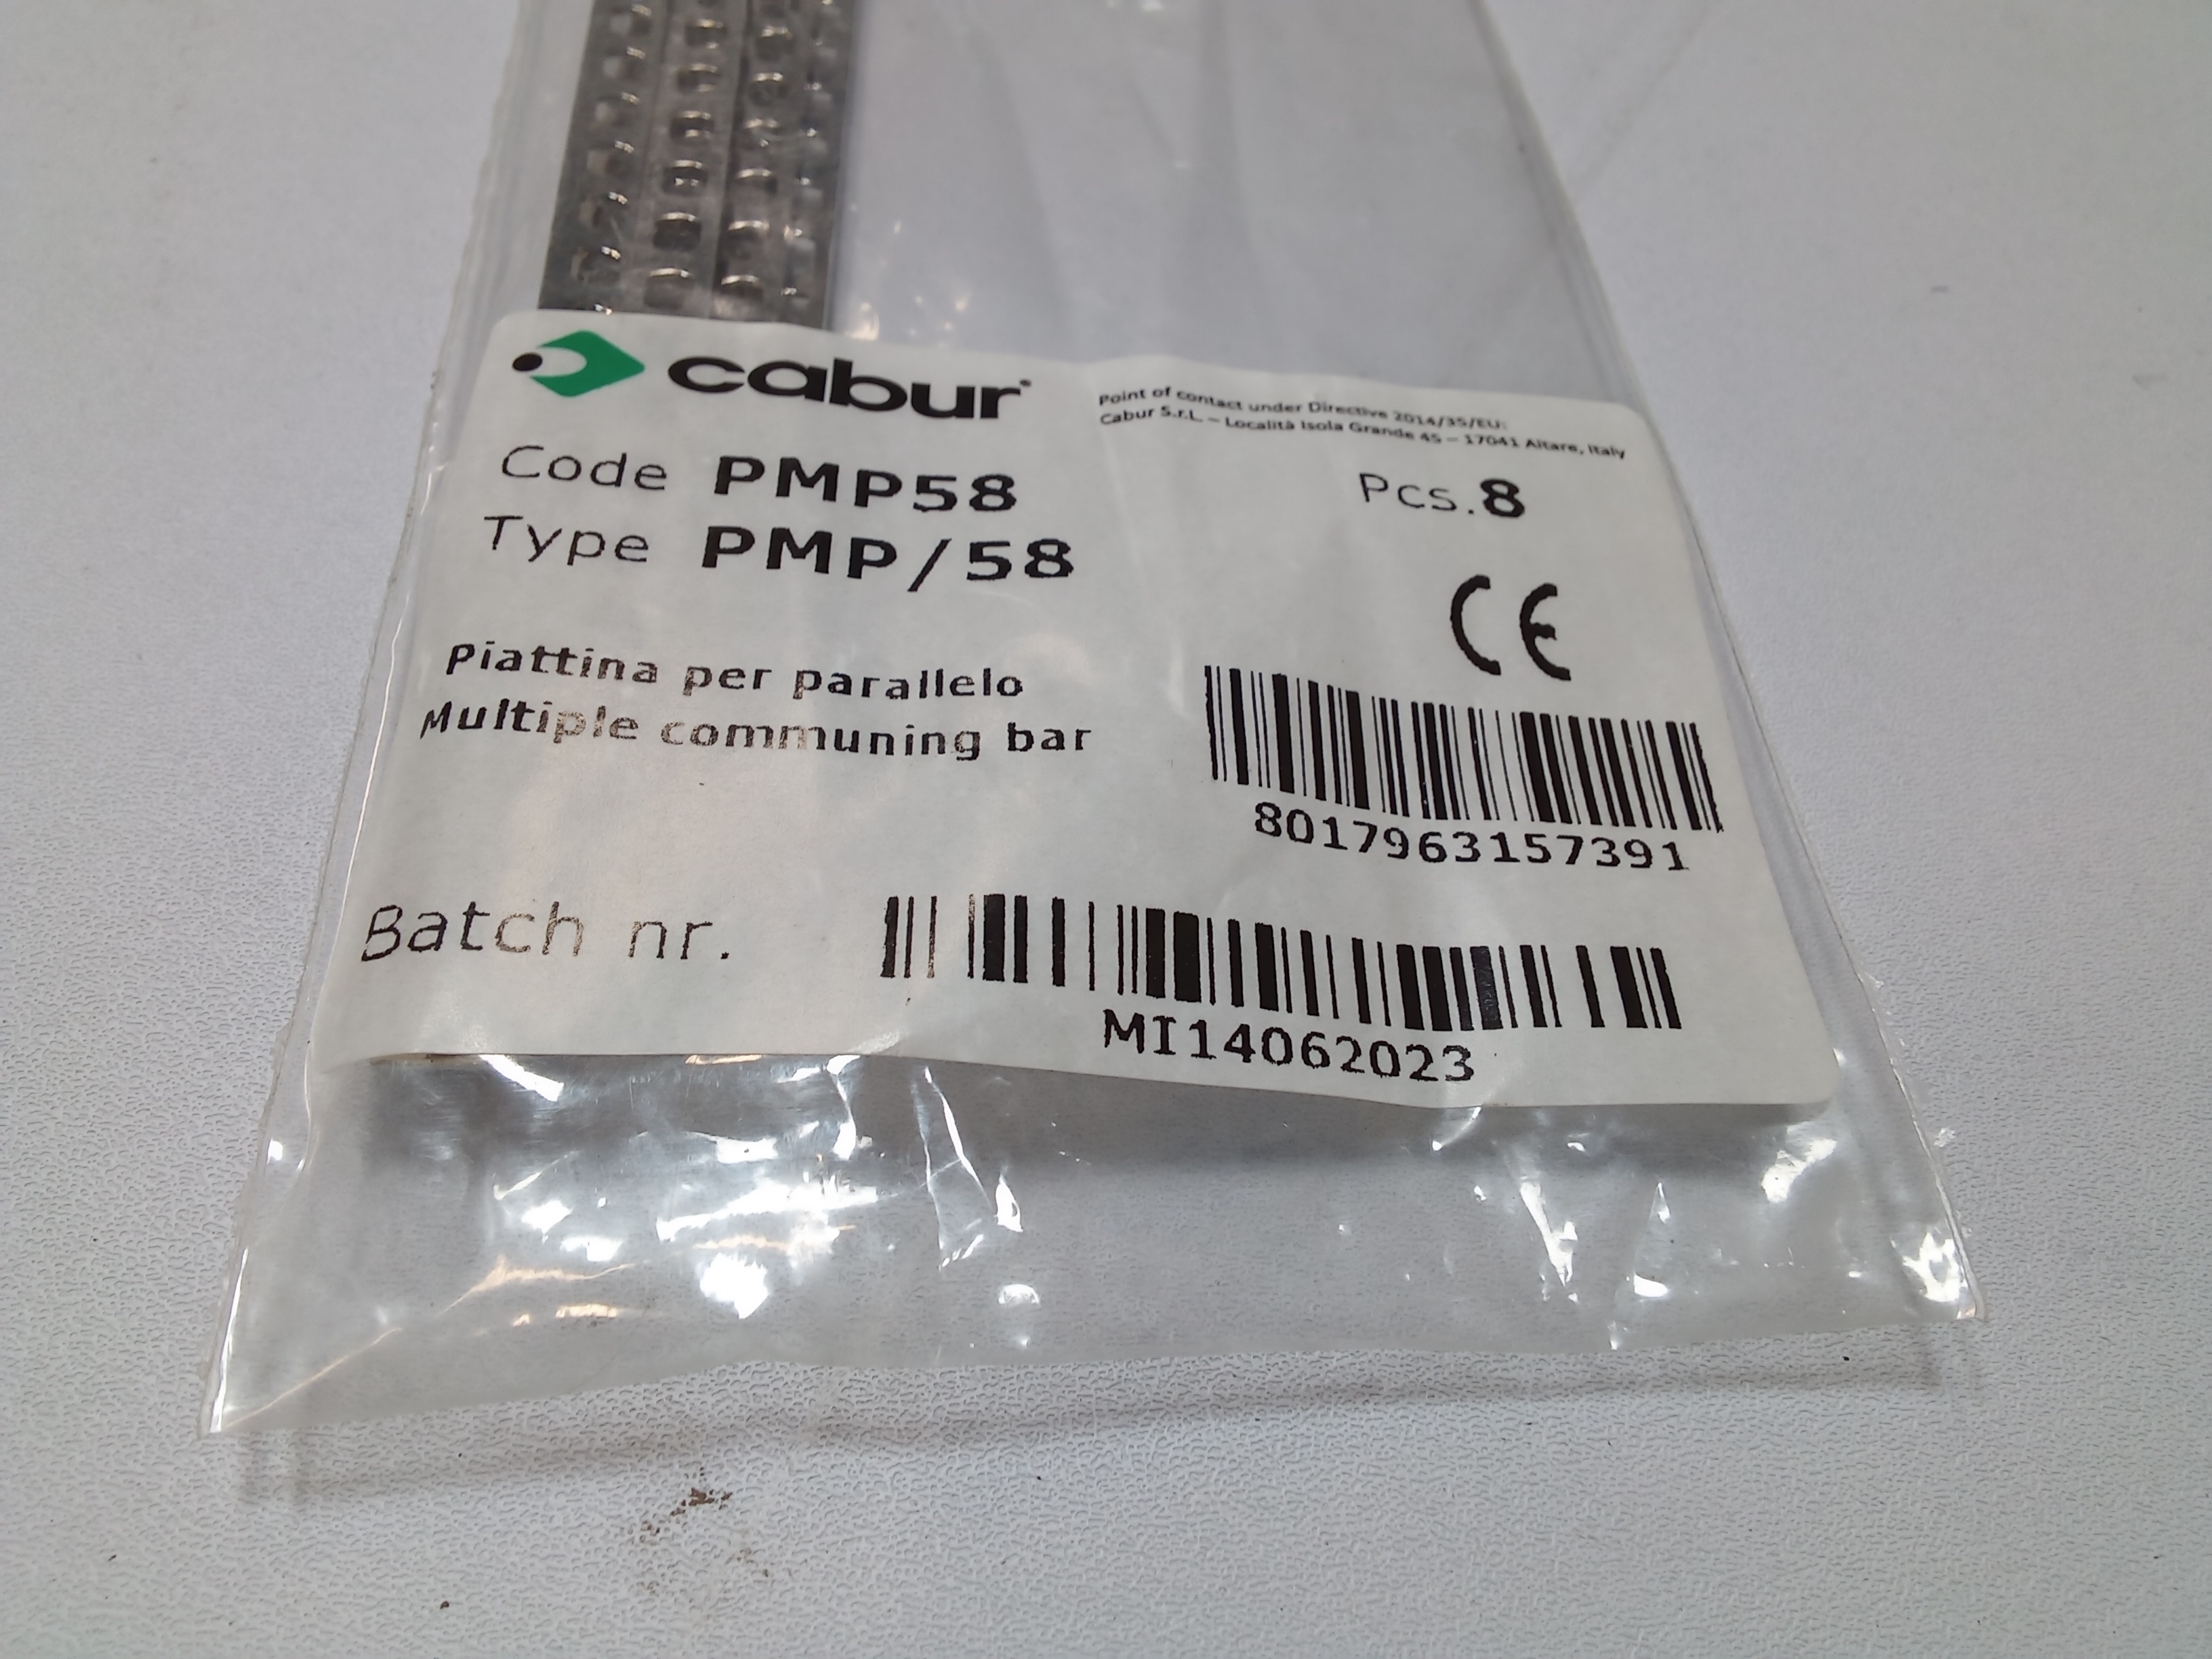 cabur
Point of contact under Directive 2014/35/EU:
Cabur S.r.L. – Località Isola Grande 45 – 17041 Altare, Italy
Code PMP58
Pcs.8
Type PMP/58
CE
Piattina per parallelo
Multiple communing bar
8017963157391
Batch nr.
MI14062023